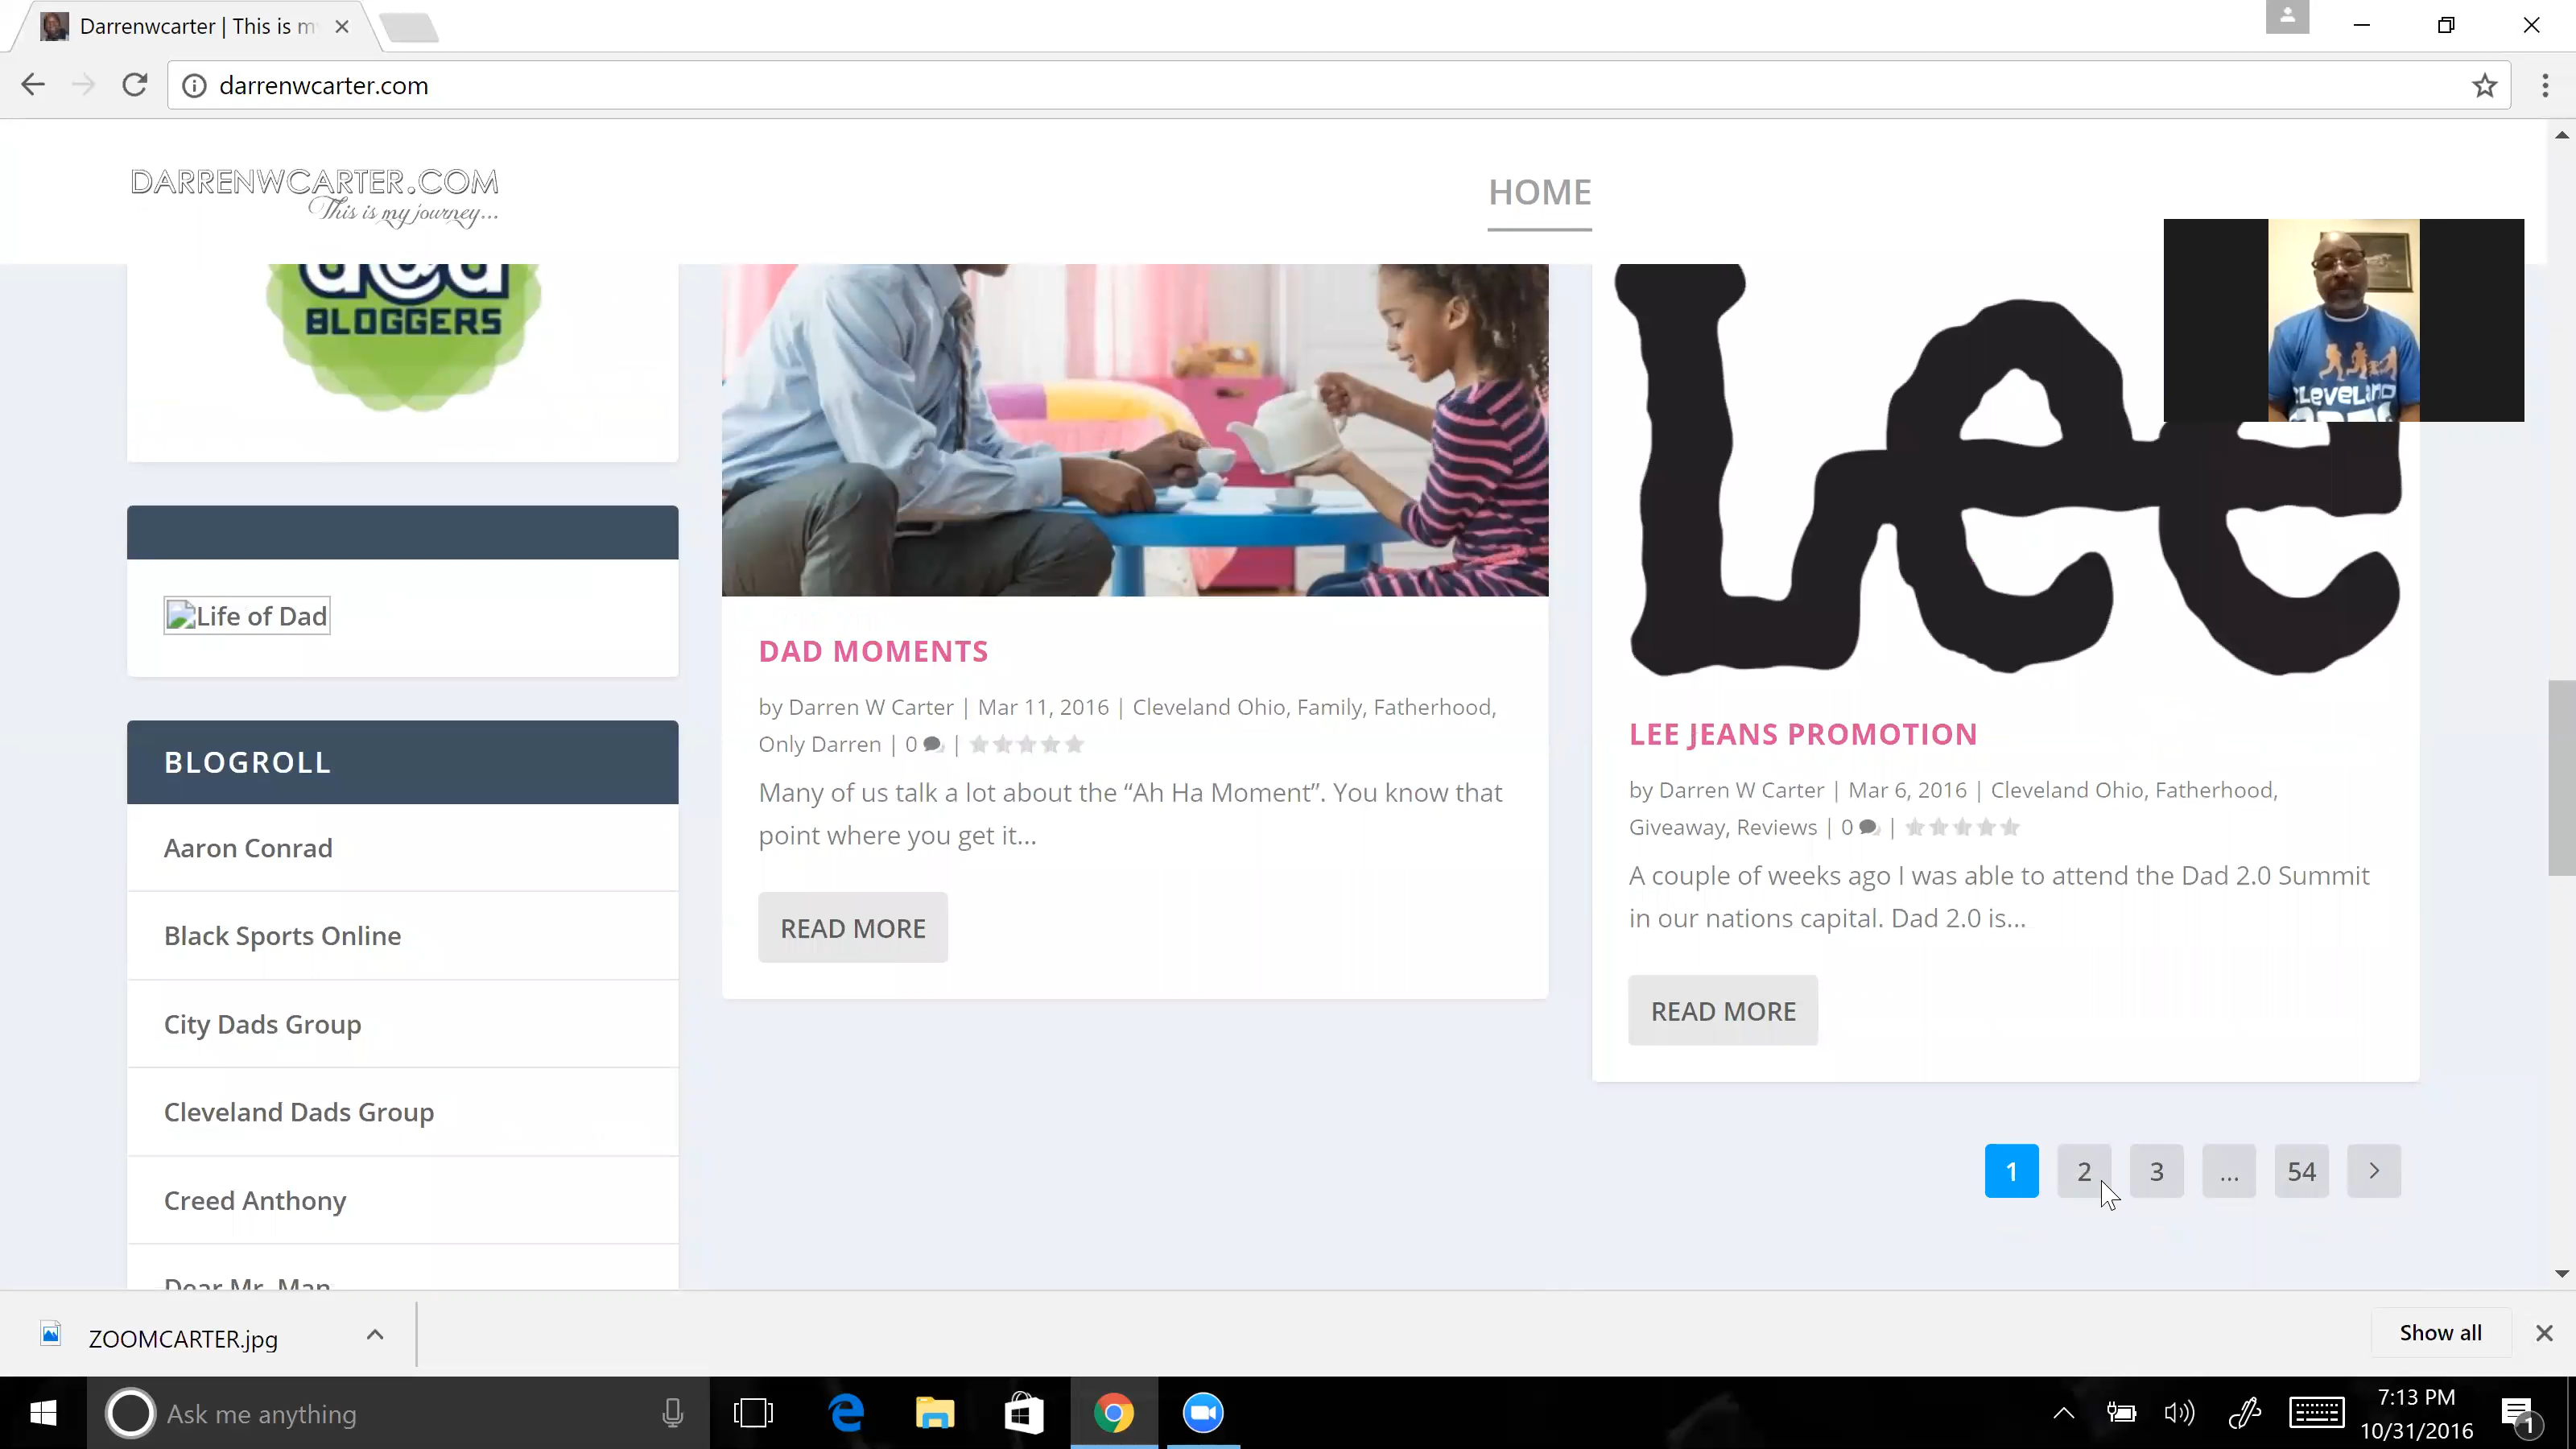 Darrenwcarter | This is m
darrenwcarter.com
DARRENWCARTER.COM
This is my journey...
HOME
BLOGGERS
Life of Dad
BLOGROLL
Aaron Conrad
Black Sports Online
City Dads Group
Cleveland Dads Group
Creed Anthony
Dear Mr. Man
DAD MOMENTS
by Darren W Carter | Mar 11, 2016 | Cleveland Ohio, Family, Fatherhood,
Only Darren | 0 |
Many of us talk a lot about the “Ah Ha Moment”. You know that
point where you get it...
READ MORE
Lee
CLEVELAND
LEE JEANS PROMOTION
by Darren W Carter | Mar 6, 2016 | Cleveland Ohio, Fatherhood,
Giveaway, Reviews | 0 |
A couple of weeks ago I was able to attend the Dad 2.0 Summit
in our nations capital. Dad 2.0 is...
READ MORE
1 2 3 ... 54 >
ZOOMCARTER.jpg
Show all
Ask me anything
7:13 PM
10/31/2016
1